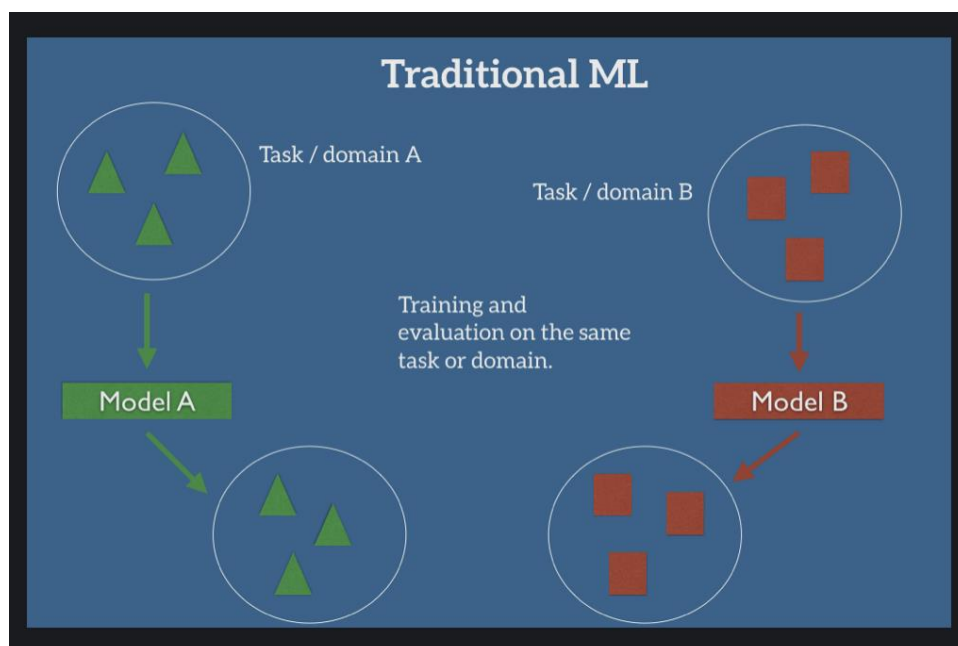 Traditional ML
Task / domain A
Task / domain B
Training and
evaluation on the same
task or domain.
Model A
Model B